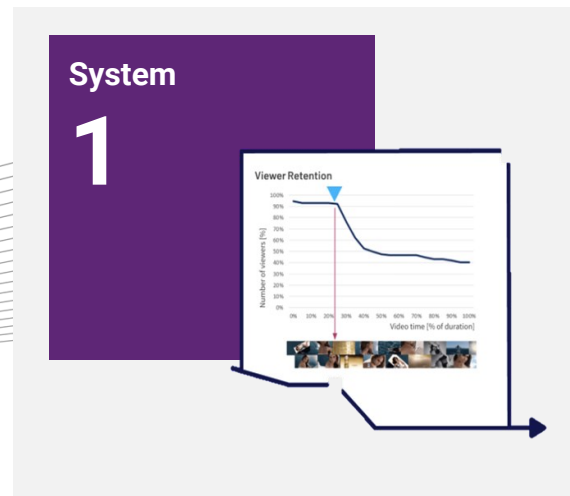 System
1
Viewer Retention
100%
90%
80%
70%
60%
50%
40%
30%
20%
10%
0%
Number of viewers [%]
0% 10% 20% 30% 40% 50% 60% 70% 80% 90% 100%
Video time [% of duration]